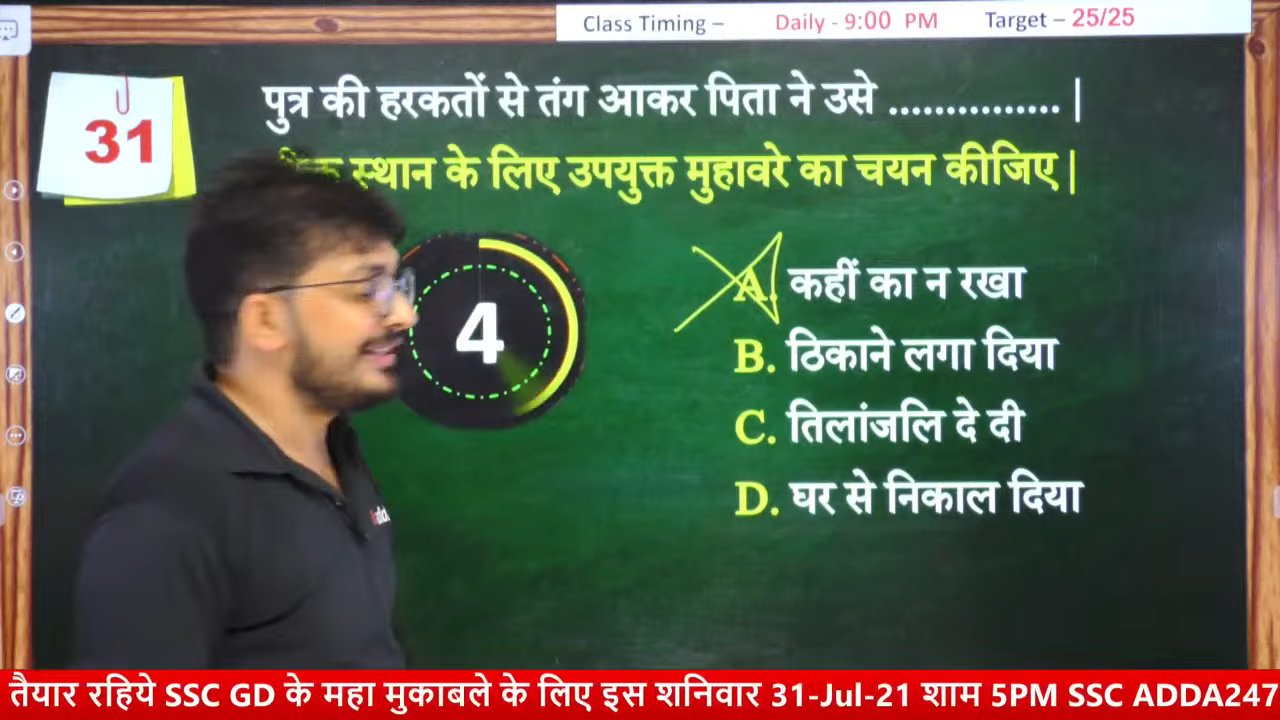 Class Timing – Daily - 9:00 PM Target – 25/25
31
पुत्र की हरकतों से तंग आकर पिता ने उसे ............... |
स्थान के लिए उपयुक्त मुहावरे का चयन कीजिए |
4
A. कहीं का न रखा
B. ठिकाने लगा दिया
C. तिलांजलि दे दी
D. घर से निकाल दिया
तैयार रहिये SSC GD के महा मुकाबले के लिए इस शनिवार 31-Jul-21 शाम 5PM SSC ADDA247